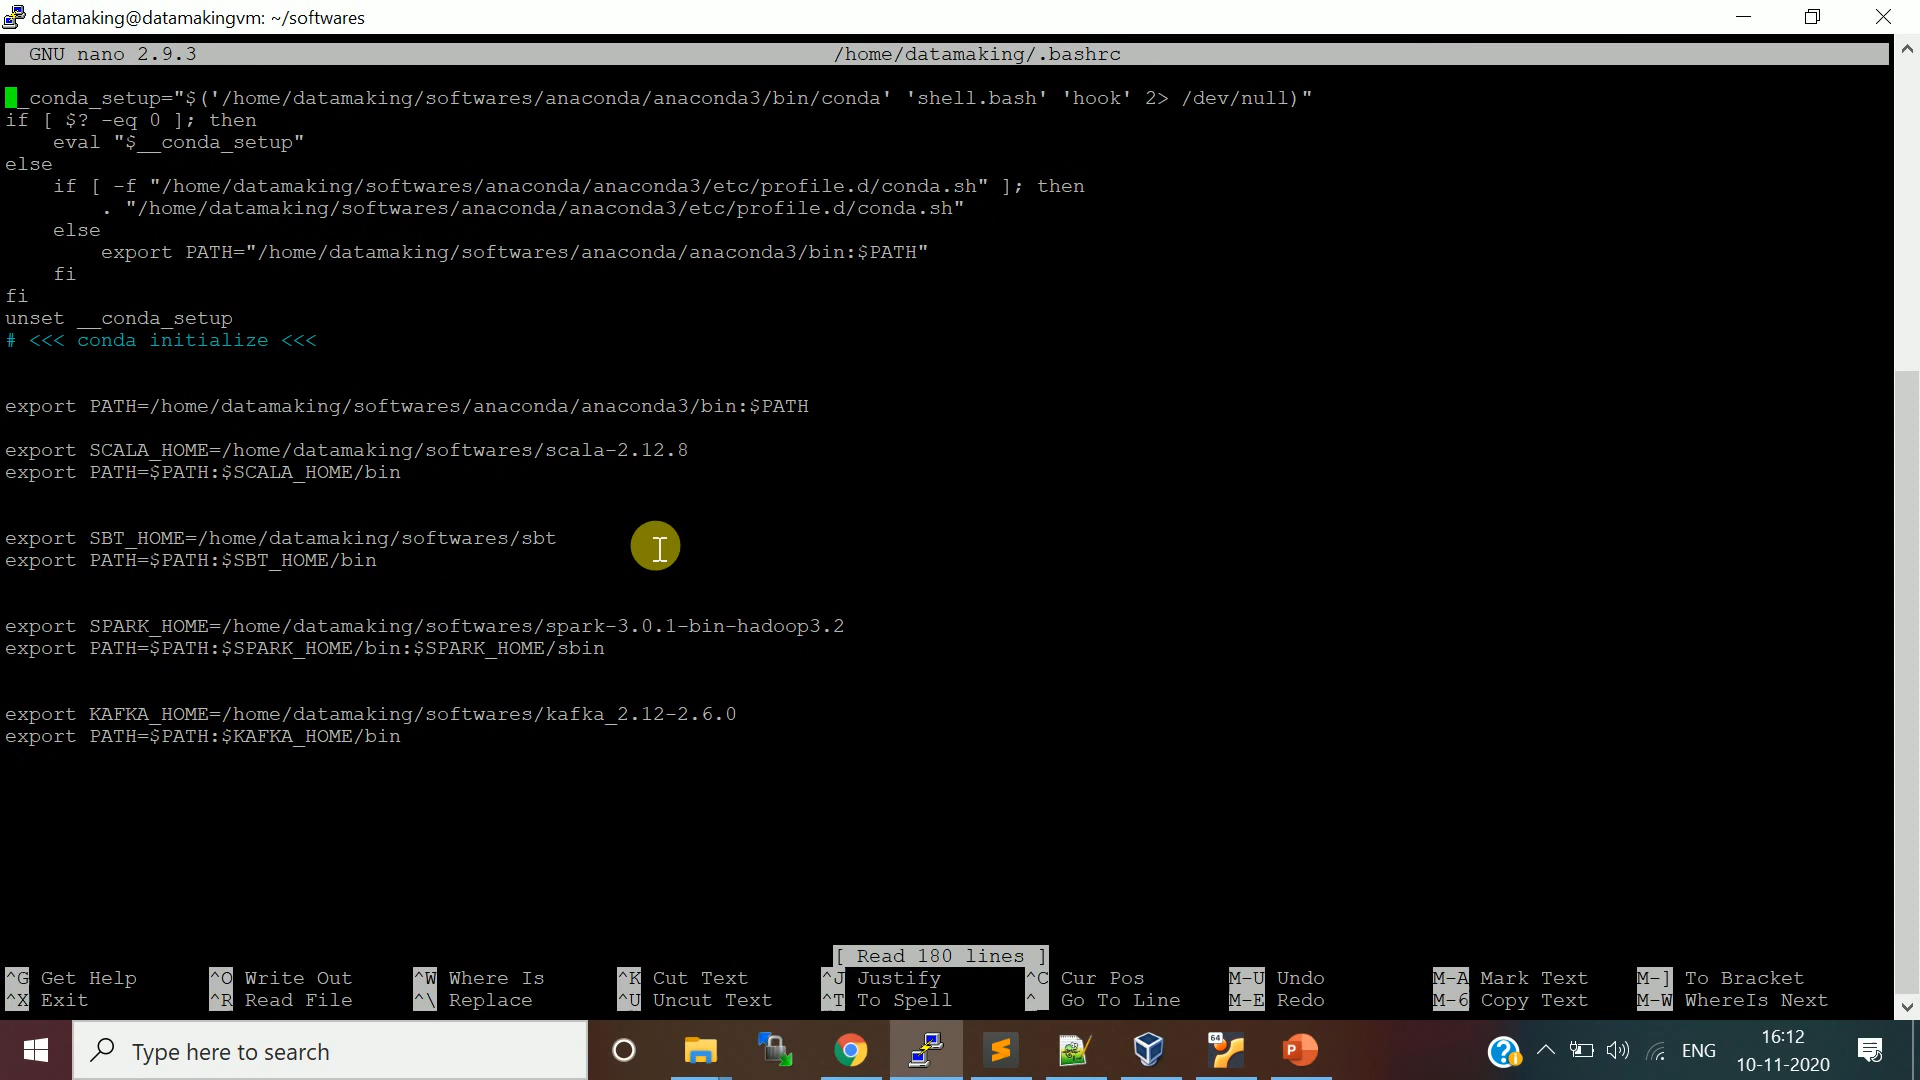 datamaking@datamakingvm: ~/softwares
GNU nano 2.9.3 /home/datamaking/.bashrc
__conda_setup="$('/home/datamaking/softwares/anaconda/anaconda3/bin/conda' 'shell.bash' 'hook' 2> /dev/null)"
if [ $? -eq 0 ]; then
    eval "$__conda_setup"
else
    if [ -f "/home/datamaking/softwares/anaconda/anaconda3/etc/profile.d/conda.sh" ]; then
        . "/home/datamaking/softwares/anaconda/anaconda3/etc/profile.d/conda.sh"
    else
        export PATH="/home/datamaking/softwares/anaconda/anaconda3/bin:$PATH"
    fi
fi
unset __conda_setup
# <<< conda initialize <<<
export PATH=/home/datamaking/softwares/anaconda/anaconda3/bin:$PATH
export SCALA_HOME=/home/datamaking/softwares/scala-2.12.8
export PATH=$PATH:$SCALA_HOME/bin
export SBT_HOME=/home/datamaking/softwares/sbt
export PATH=$PATH:$SBT_HOME/bin
export SPARK_HOME=/home/datamaking/softwares/spark-3.0.1-bin-hadoop3.2
export PATH=$PATH:$SPARK_HOME/bin:$SPARK_HOME/sbin
export KAFKA_HOME=/home/datamaking/softwares/kafka_2.12-2.6.0
export PATH=$PATH:$KAFKA_HOME/bin
[ Read 180 lines ]
^G Get Help ^O Write Out ^W Where Is ^K Cut Text ^J Justify ^C Cur Pos M-U Undo M-A Mark Text M-] To Bracket
^X Exit ^R Read File ^\ Replace ^U Uncut Text ^T To Spell ^_ Go To Line M-E Redo M-6 Copy Text M-W WhereIs Next
Type here to search
64
ENG
16:12
10-11-2020